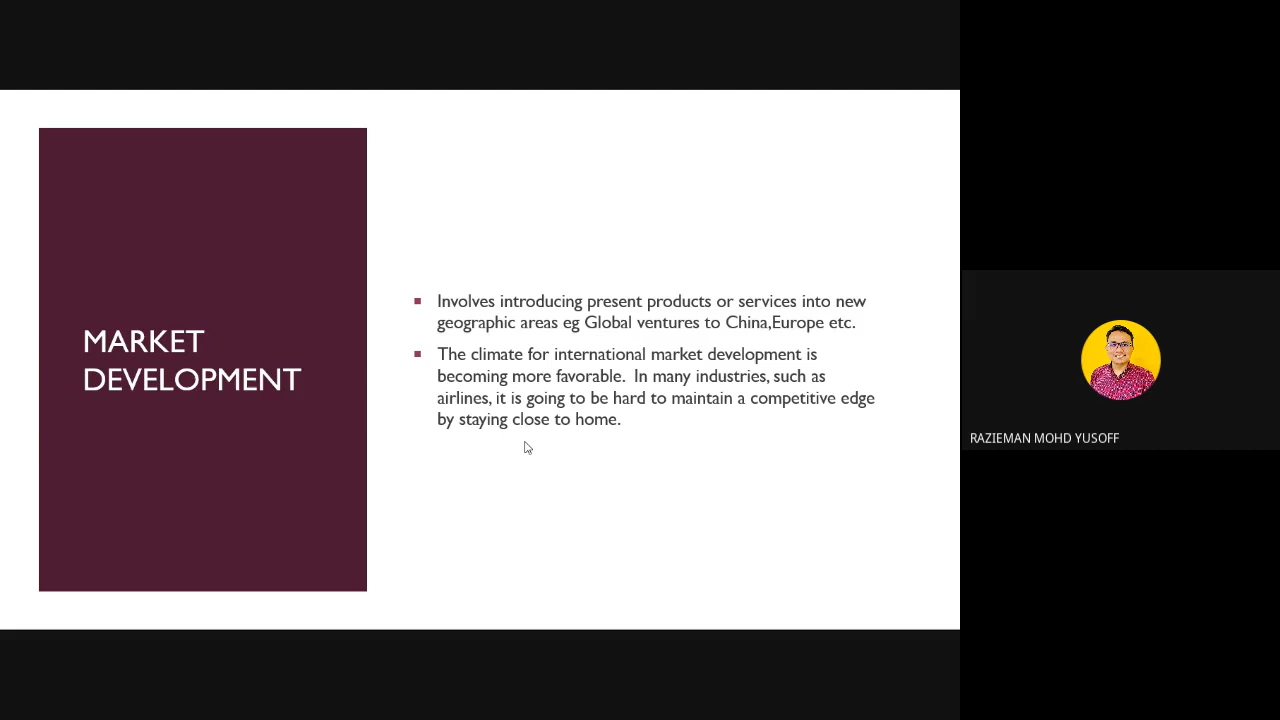 MARKET
DEVELOPMENT
Involves introducing present products or services into new
geographic areas eg Global ventures to China,Europe etc.
The climate for international market development is
becoming more favorable.  In many industries, such as
airlines, it is going to be hard to maintain a competitive edge
by staying close to home.
RAZIEMAN MOHD YUSOFF